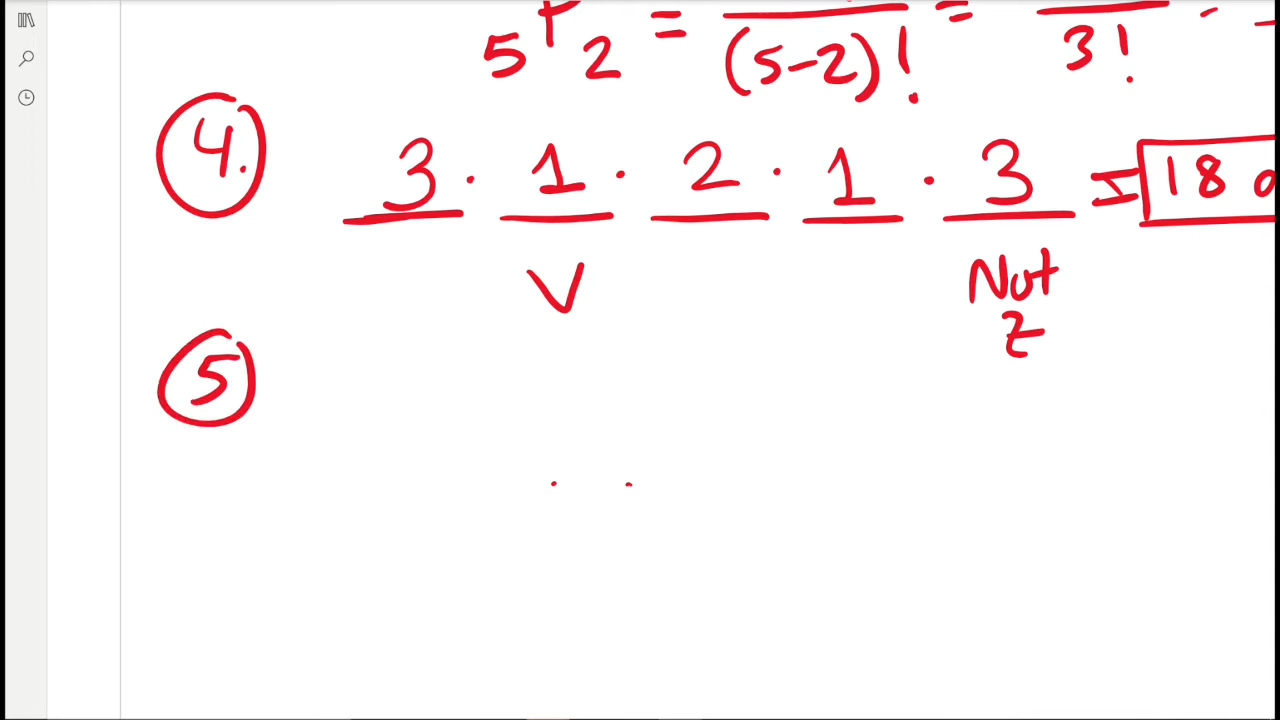 5P2 = (5-2)! = 3!
4. 3 · 1 · 2 · 1 · 3 = 18
V Not
Z
5